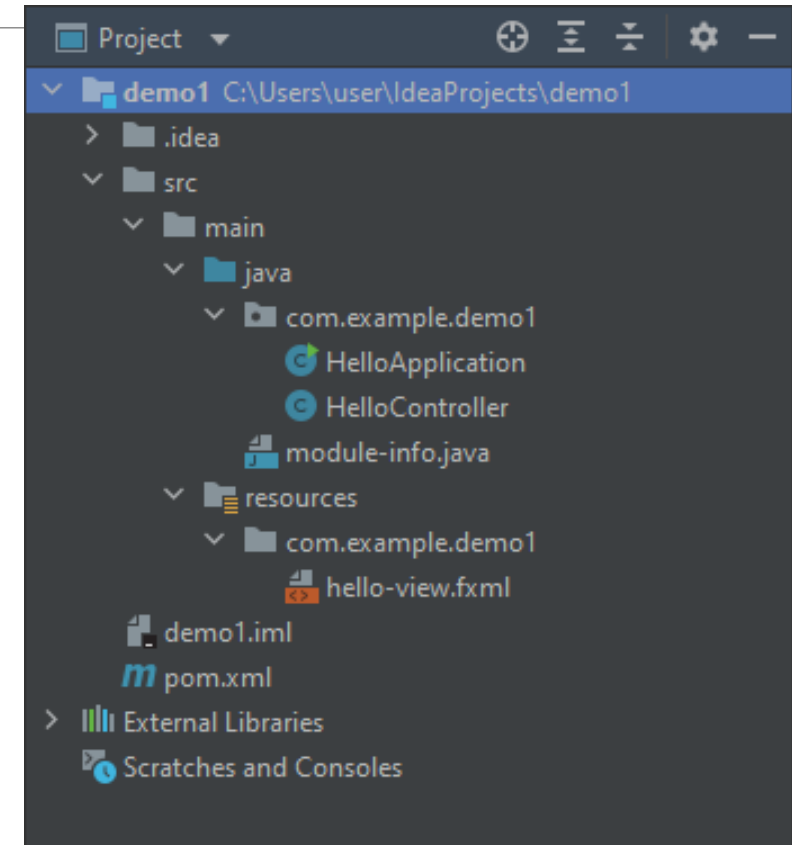 Project
demo1 C:\Users\user\IdeaProjects\demo1
.idea
src
main
java
com.example.demo1
HelloApplication
HelloController
module-info.java
resources
com.example.demo1
hello-view.fxml
demo1.iml
pom.xml
External Libraries
Scratches and Consoles